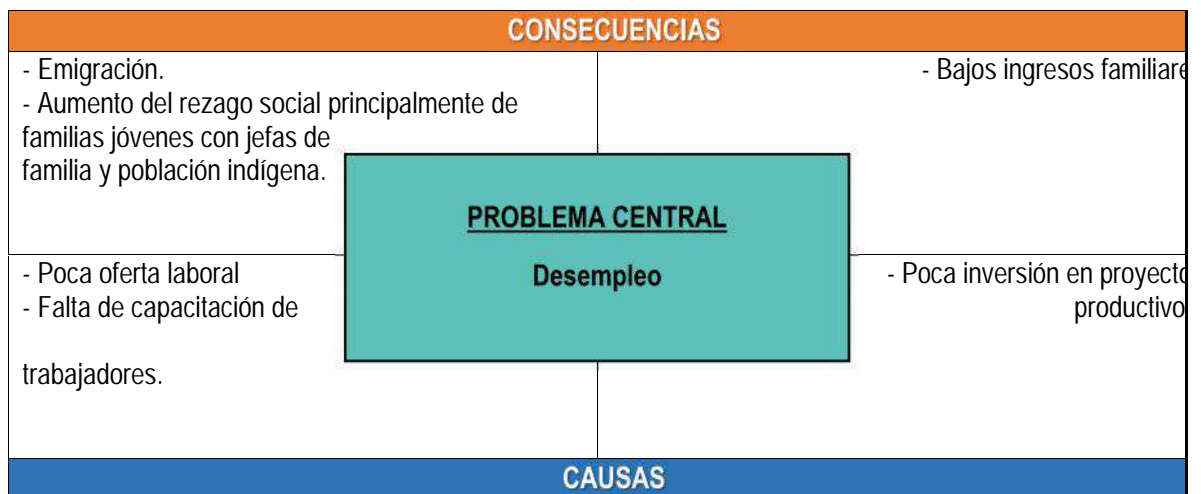 CONSECUENCIAS
- Emigración.
- Aumento del rezago social principalmente de
familias jóvenes con jefas de
familia y población indígena.
- Bajos ingresos familiare
PROBLEMA CENTRAL
Desempleo
- Poca oferta laboral
- Falta de capacitación de
trabajadores.
- Poca inversión en proyecto
productivo
CAUSAS